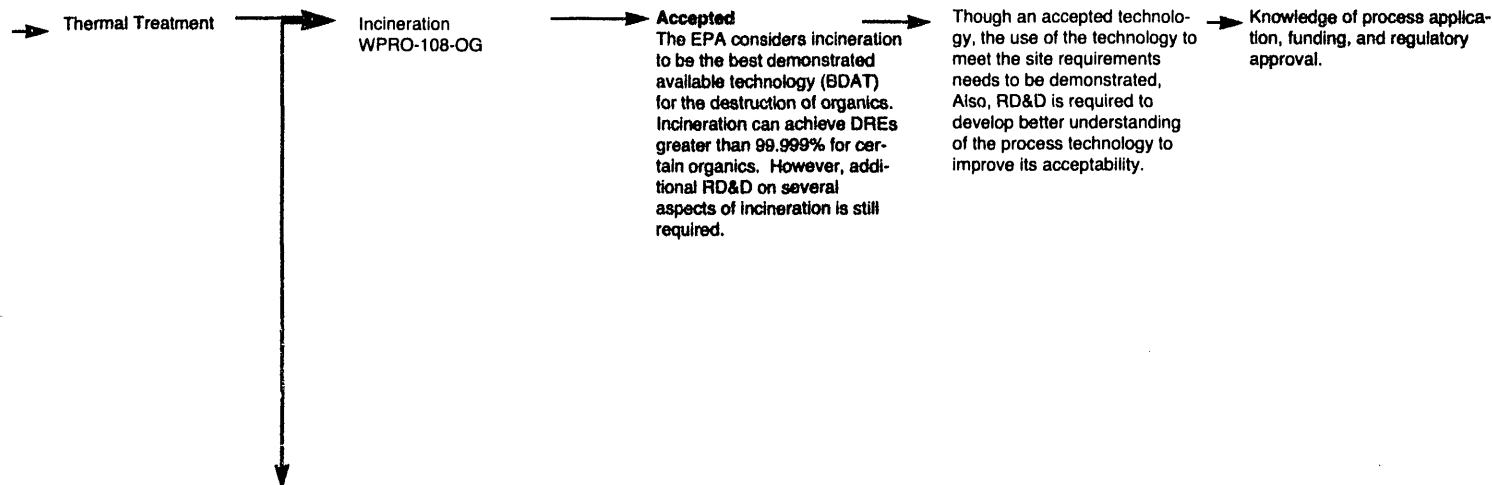 Thermal Treatment
Incineration
WPRO-108-OG
Accepted
The EPA considers incineration
to be the best demonstrated
available technology (BDAT)
for the destruction of organics.
Incineration can achieve DREs
greater than 99.999% for cer-
tain organics. However, addi-
tional RD&D on several
aspects of incineration is still
required.
Though an accepted technolo-
gy, the use of the technology to
meet the site requirements
needs to be demonstrated,
Also, RD&D is required to
develop better understanding
of the process technology to
improve its acceptability.
Knowledge of process applica-
tion, funding, and regulatory
approval.